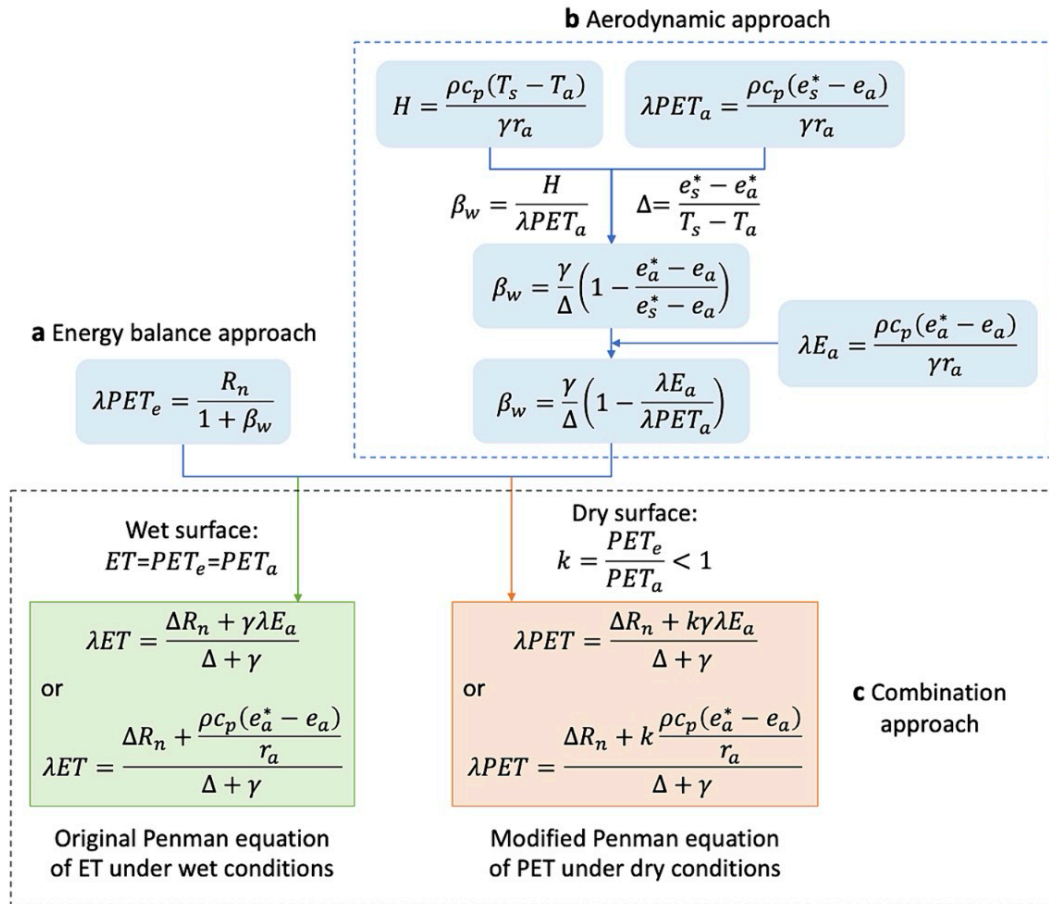 b Aerodynamic approach
H = ρc_p(T_s − T_a) / γr_a
λPET_a = ρc_p(e_s^* − e_a) / γr_a
β_w = H / λPET_a
Δ= e_s^* − e_a^* / T_s − T_a
β_w = γ/Δ (1 − e_a^* − e_a / e_s^* − e_a)
a Energy balance approach
λE_a = ρc_p(e_a^* − e_a) / γr_a
λPET_e = R_n / 1 + β_w
β_w = γ/Δ (1 − λE_a / λPET_a)
Wet surface:
ET=PET_e=PET_a
Dry surface:
k = PET_e / PET_a < 1
λET = ΔR_n + γλE_a / Δ + γ
or
λET = ΔR_n + ρc_p(e_a^* − e_a) / r_a / Δ + γ
λPET = ΔR_n + kγλE_a / Δ + γ
or
λPET = ΔR_n + k ρc_p(e_a^* − e_a) / r_a / Δ + γ
c Combination
approach
Original Penman equation
of ET under wet conditions
Modified Penman equation
of PET under dry conditions